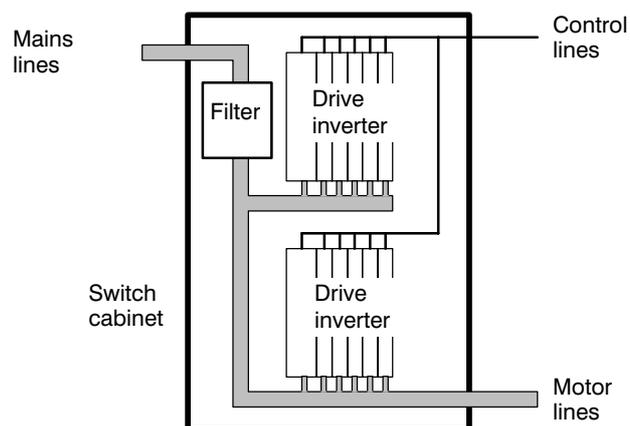 Mains
lines
Control
lines
Filter
Drive
inverter
Switch
cabinet
Drive
inverter
Motor
lines